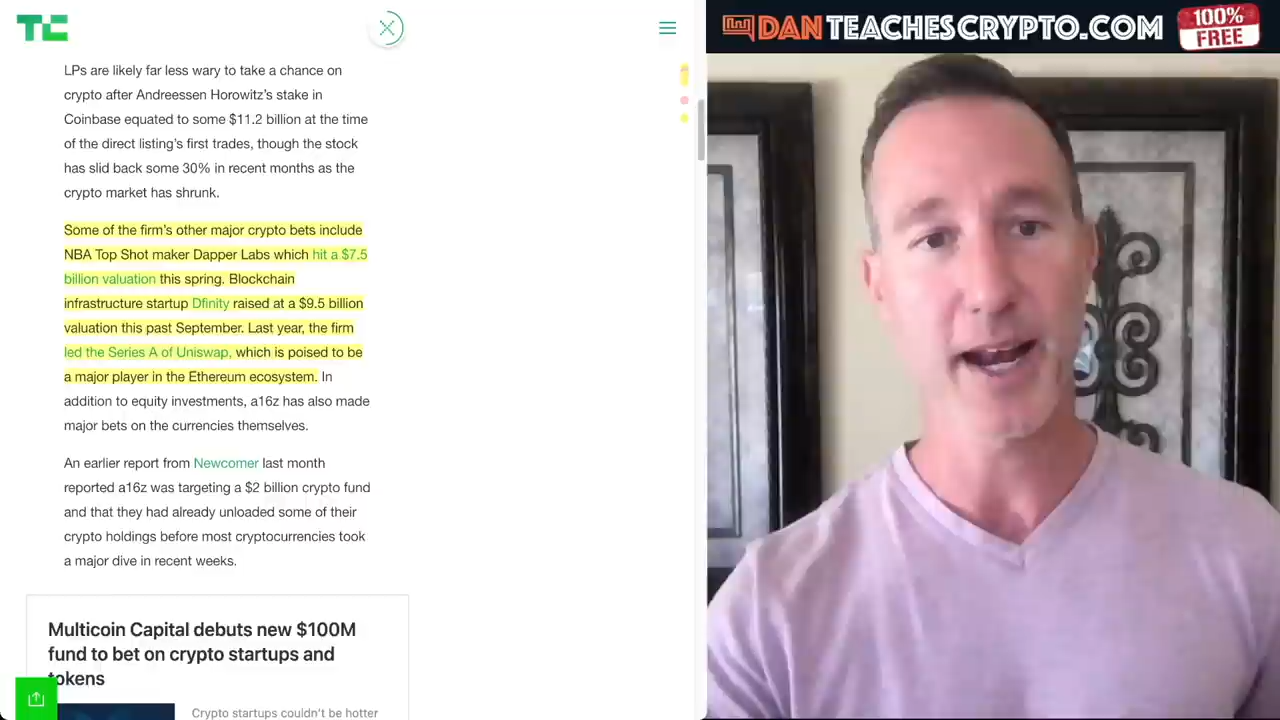 TC
LPs are likely far less wary to take a chance on
crypto after Andreessen Horowitz's stake in
Coinbase equated to some $11.2 billion at the time
of the direct listing's first trades, though the stock
has slid back some 30% in recent months as the
crypto market has shrunk.
Some of the firm's other major crypto bets include
NBA Top Shot maker Dapper Labs which hit a $7.5
billion valuation this spring. Blockchain
infrastructure startup Dfinity raised at a $9.5 billion
valuation this past September. Last year, the firm
led the Series A of Uniswap, which is poised to be
a major player in the Ethereum ecosystem. In
addition to equity investments, a16z has also made
major bets on the currencies themselves.
An earlier report from Newcomer last month
reported a16z was targeting a $2 billion crypto fund
and that they had already unloaded some of their
crypto holdings before most cryptocurrencies took
a major dive in recent weeks.
Multicoin Capital debuts new $100M
fund to bet on crypto startups and
tokens
Crypto startups couldn't be hotter
DANTEACHESCRYPTO.COM
100%
FREE